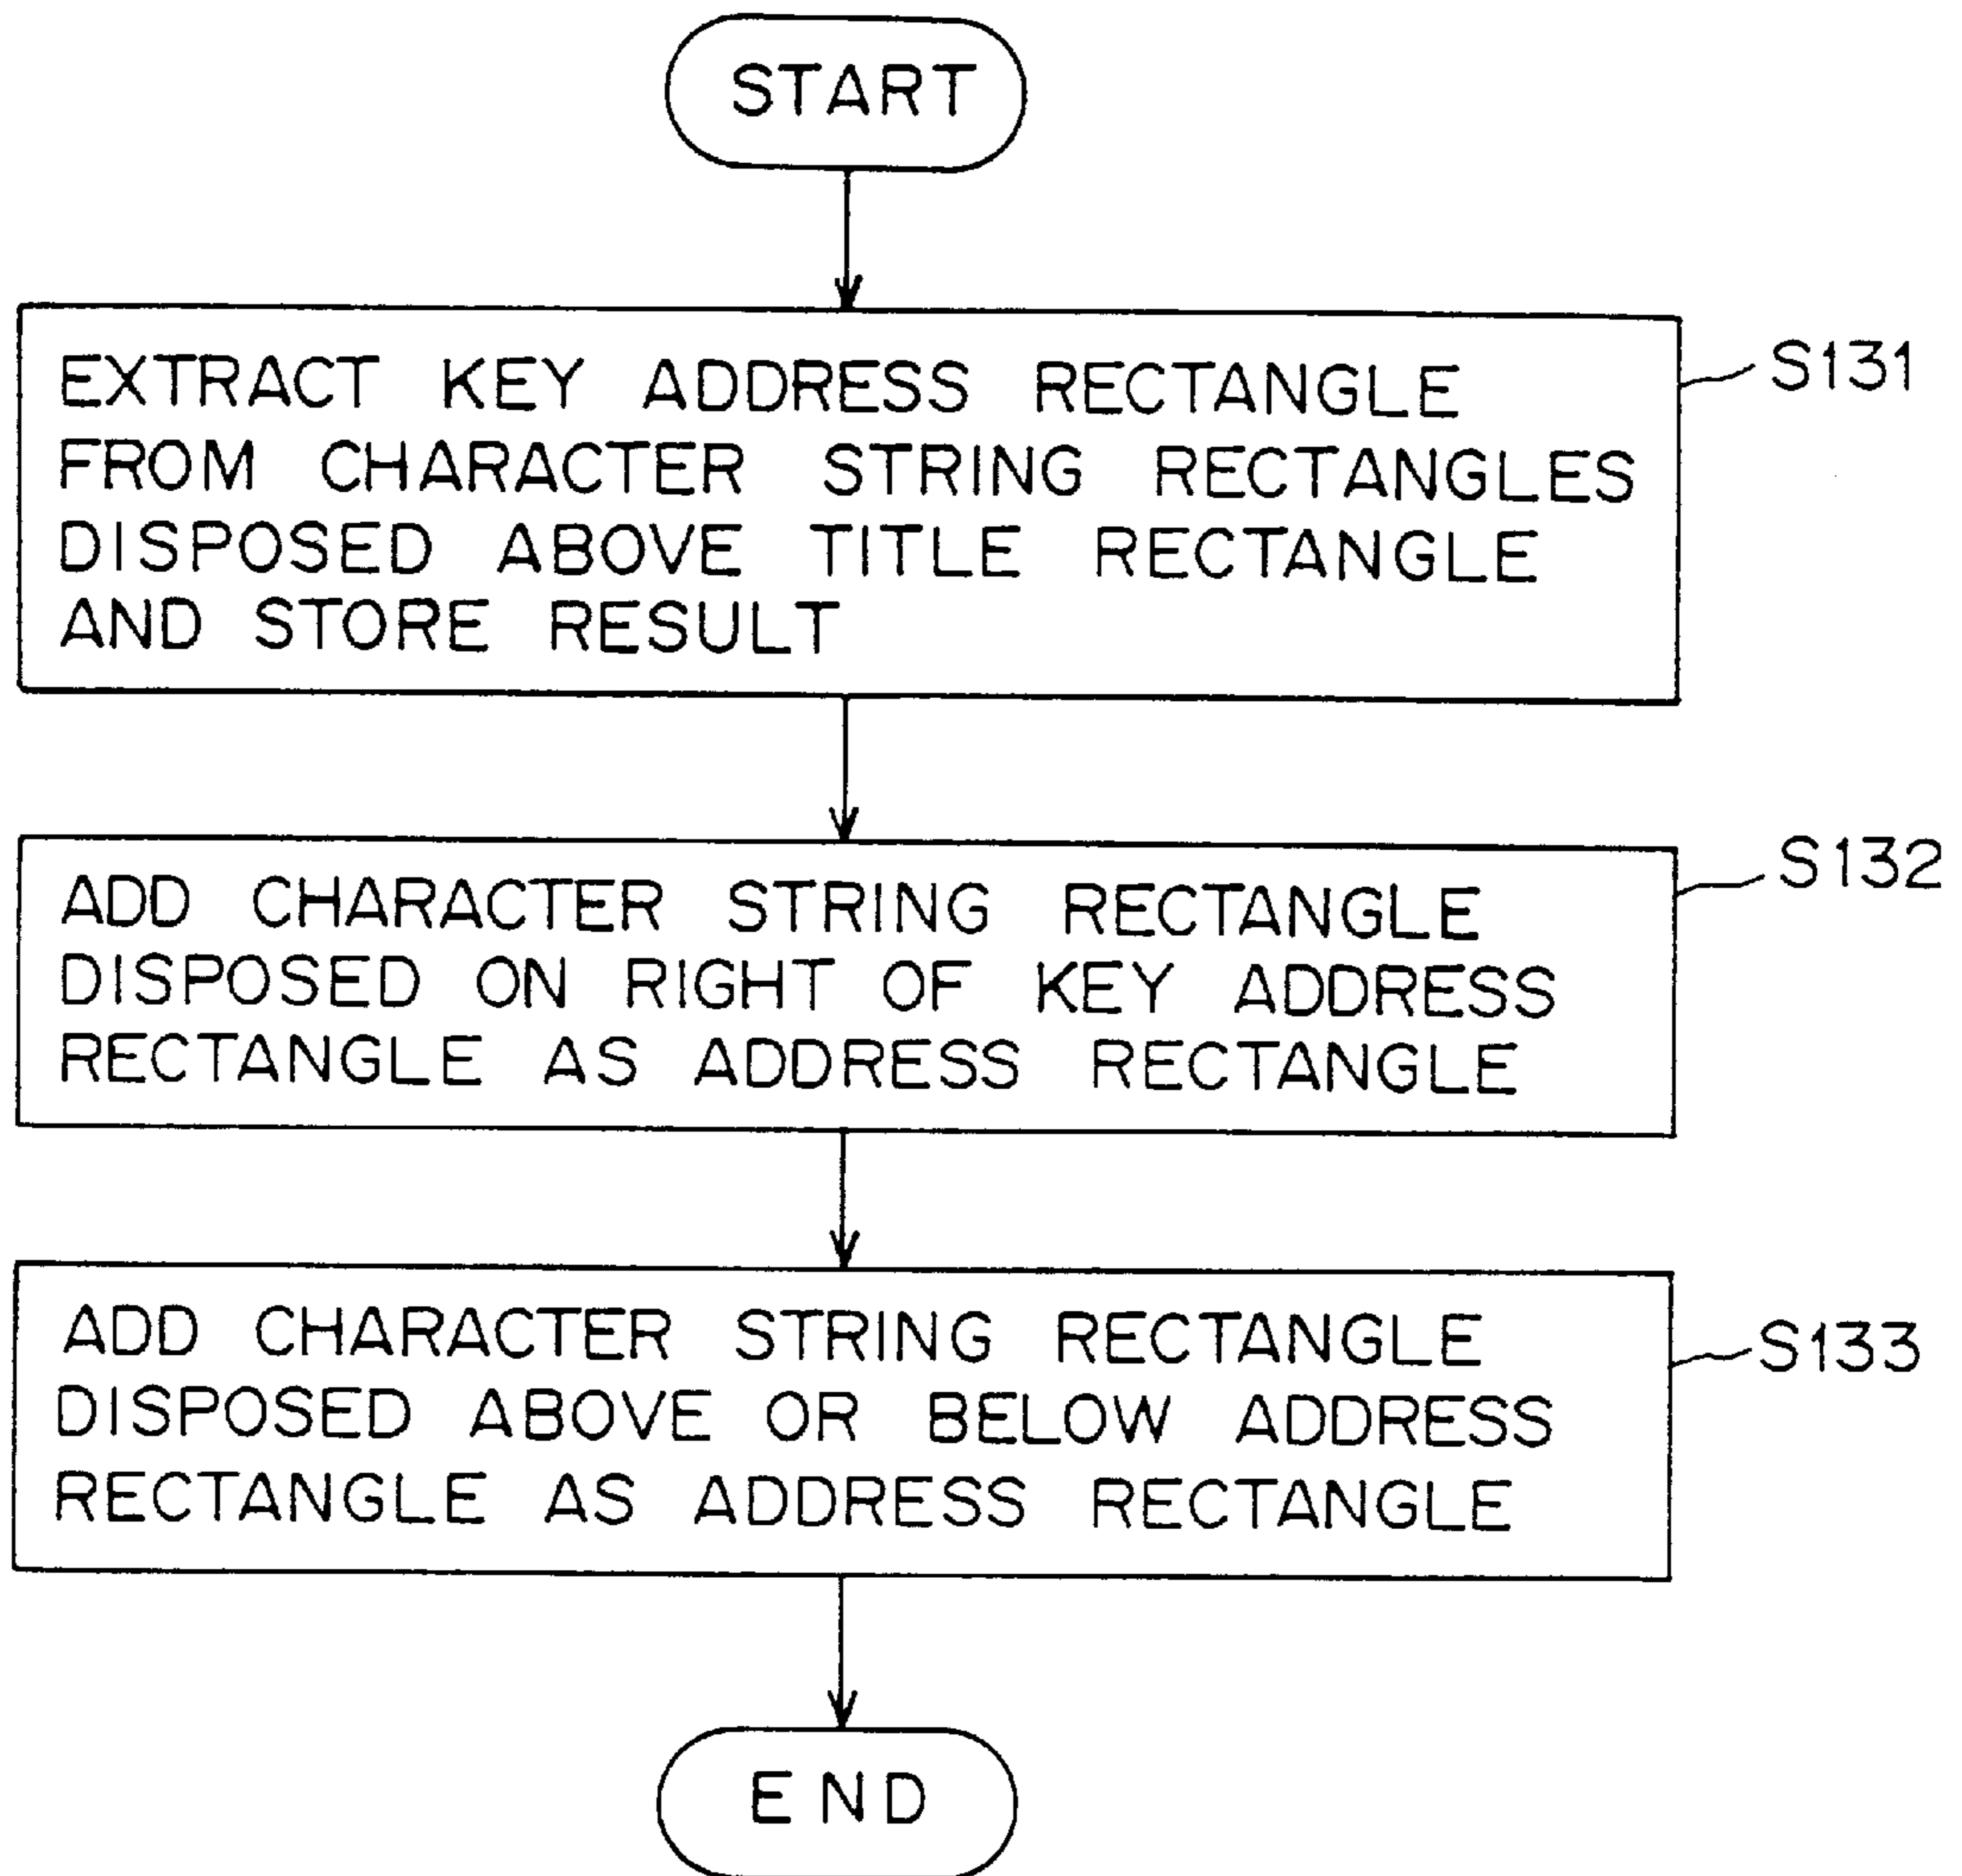 START
EXTRACT KEY ADDRESS RECTANGLE
FROM CHARACTER STRING RECTANGLES
DISPOSED ABOVE TITLE RECTANGLE
AND STORE RESULT
S131
ADD CHARACTER STRING RECTANGLE
DISPOSED ON RIGHT OF KEY ADDRESS
RECTANGLE AS ADDRESS RECTANGLE
S132
ADD CHARACTER STRING RECTANGLE
DISPOSED ABOVE OR BELOW ADDRESS
RECTANGLE AS ADDRESS RECTANGLE
S133
END